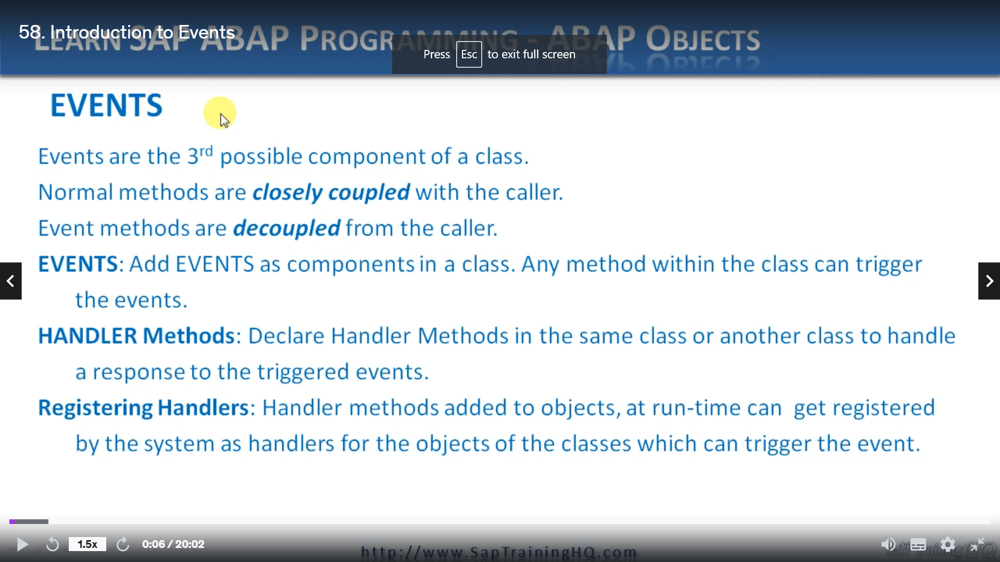 58. Introduction to Events
LEARN SAP ABAP PROGRAMMING - ABAP OBJECTS
Press Esc to exit full screen
EVENTS
Events are the 3rd possible component of a class.
Normal methods are closely coupled with the caller.
Event methods are decoupled from the caller.
EVENTS: Add EVENTS as components in a class. Any method within the class can trigger
the events.
HANDLER Methods: Declare Handler Methods in the same class or another class to handle
a response to the triggered events.
Registering Handlers: Handler methods added to objects, at run-time can get registered
by the system as handlers for the objects of the classes which can trigger the event.
1.5x
0:06 / 20:02
http://www.SapTrainingHQ.com